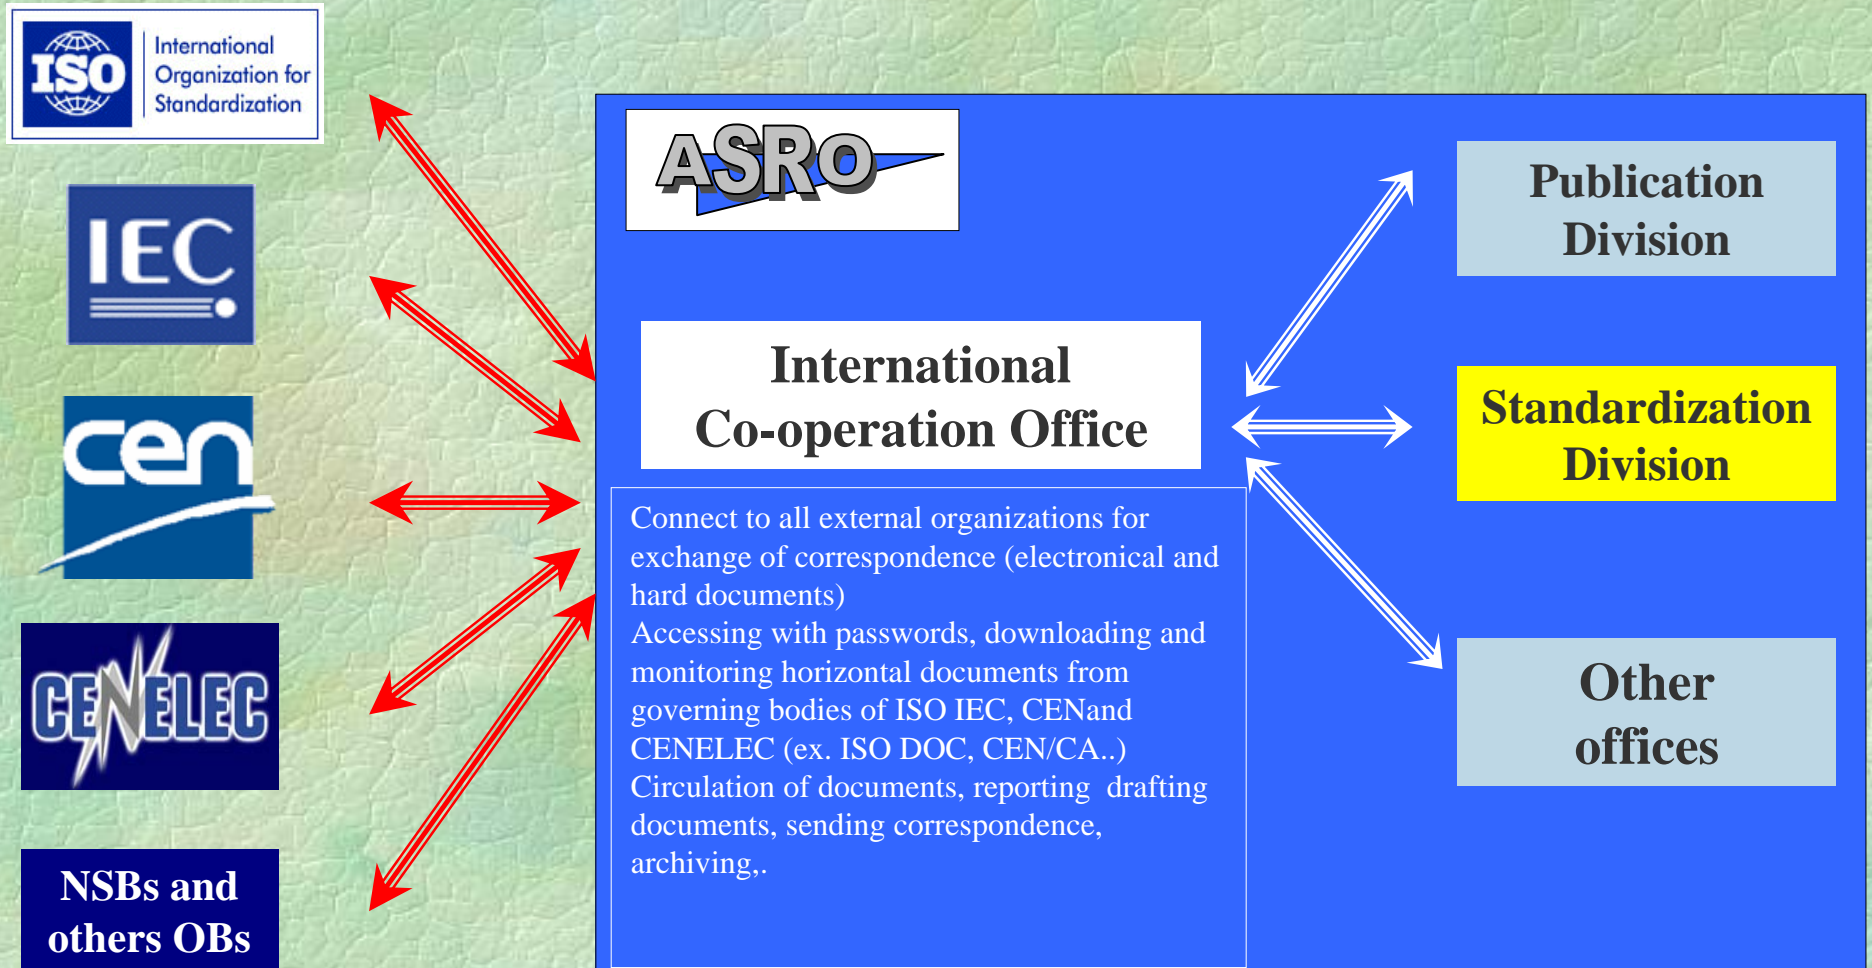 ISO
International
Organization for
Standardization
IEC
cen
CENELEC
NSBs and
others OBs
ASRO
International
Co-operation Office
Connect to all external organizations for
exchange of correspondence (electronical and
hard documents)
Accessing with passwords, downloading and
monitoring horizontal documents from
governing bodies of ISO IEC, CENand
CENELEC (ex. ISO DOC, CEN/CA..)
Circulation of documents, reporting  drafting
documents, sending correspondence,
archiving,.
Publication
Division
Standardization
Division
Other
offices